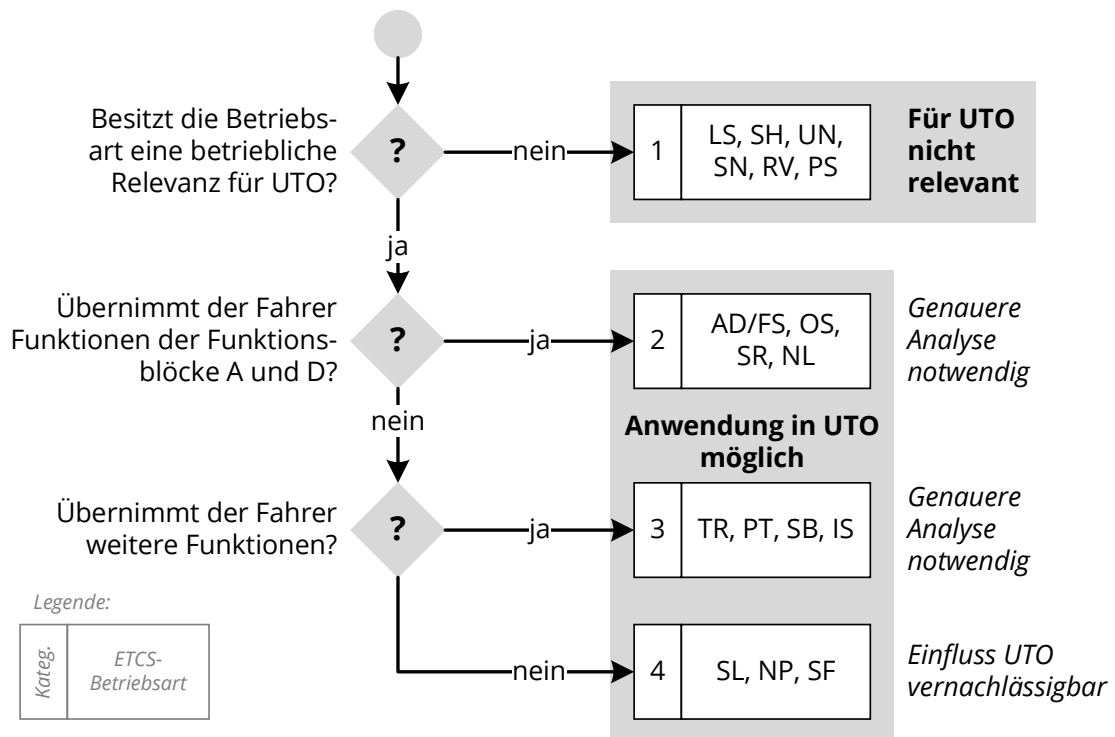 Besitzt die Betriebs-
art eine betriebliche
Relevanz für UTO?
?
nein
1
LS, SH, UN,
SN, RV, PS
Für UTO
nicht
relevant
ja
Übernimmt der Fahrer
Funktionen der Funktions-
blöcke A und D?
?
ja
2
AD/FS, OS,
SR, NL
Genauere
Analyse
notwendig
nein
Anwendung in UTO
möglich
Übernimmt der Fahrer
weitere Funktionen?
?
ja
3
TR, PT, SB, IS
Genauere
Analyse
notwendig
nein
4
SL, NP, SF
Einfluss UTO
vernachlässigbar
Legende:
Kateg.
ETCS-
Betriebsart